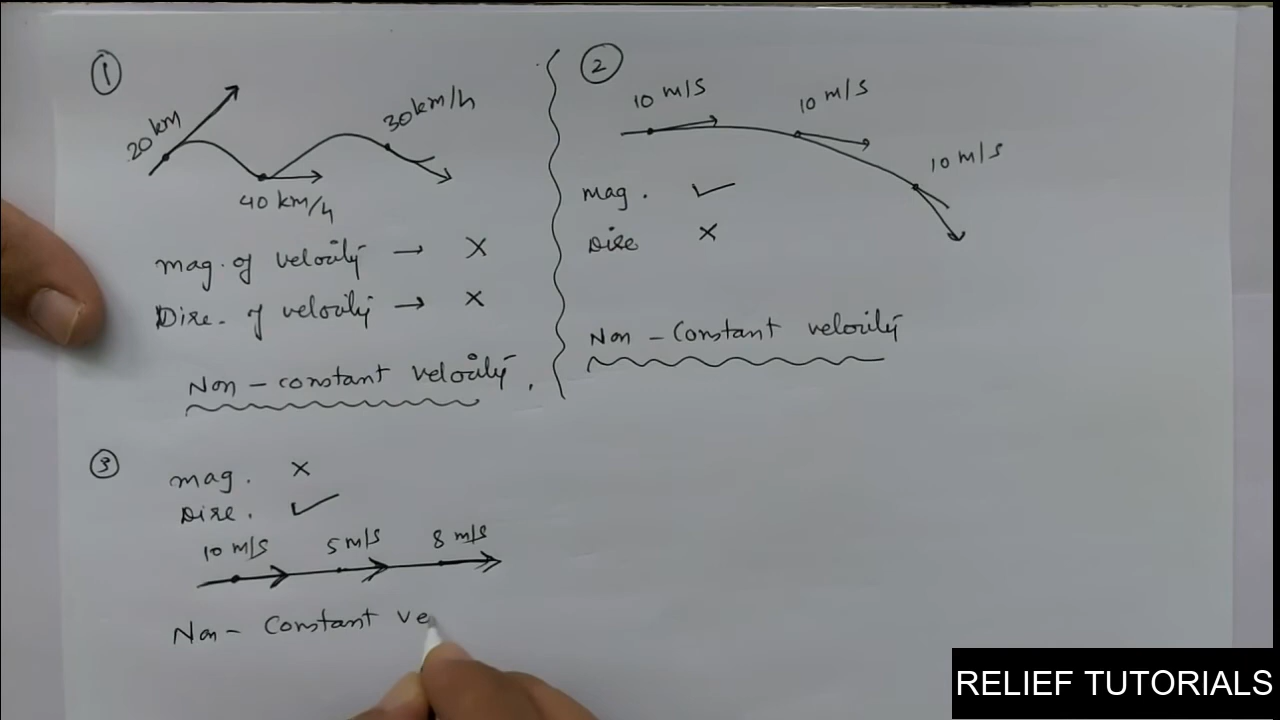 1
20 km
30 km/h
40 km/h
Mag. of velocity → X
Dire. of velocity → X
Non - constant velocity.
2
10 m/s
10 m/s
10 m/s
mag. ✓
Dire X
Non - Constant velocity
3
mag. X
Dire. ✓
10 m/s 5 m/s 8 m/s
Non - Constant ve
RELIEF TUTORIALS